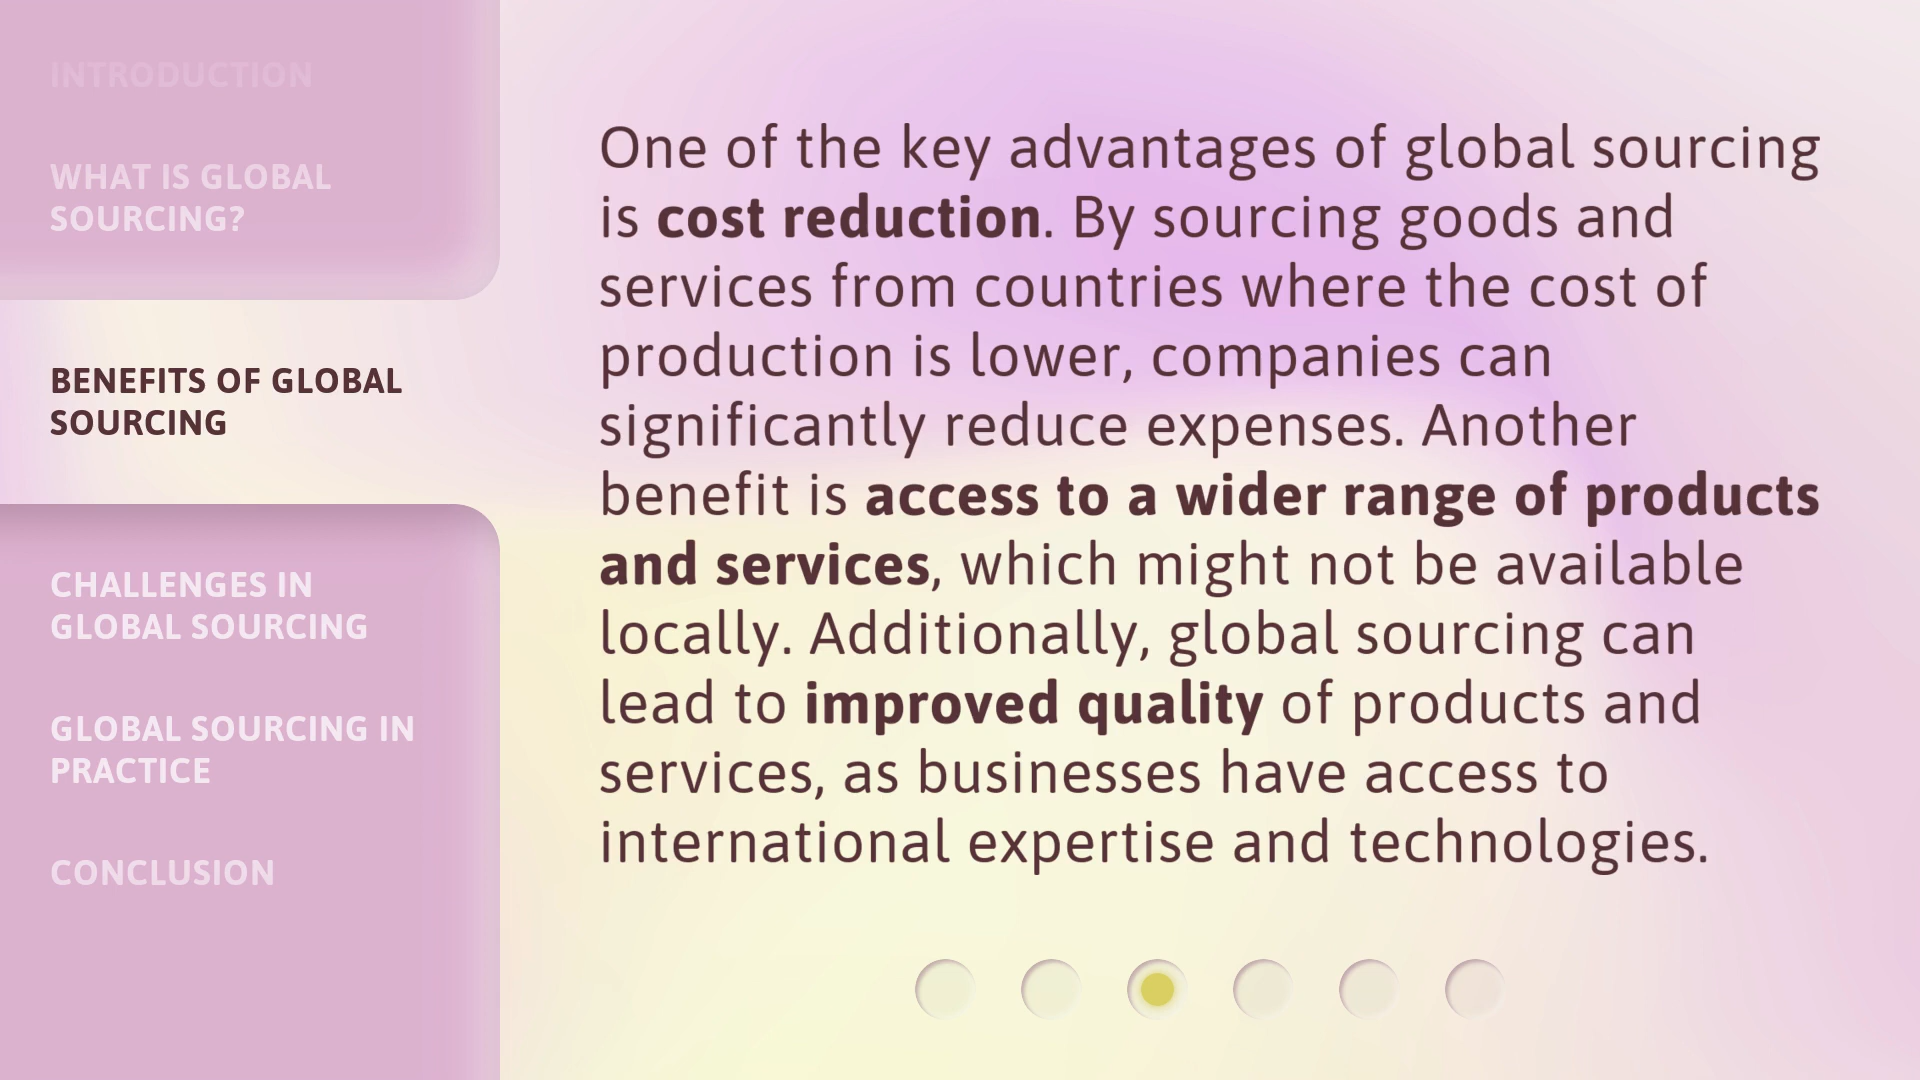 INTRODUCTION
WHAT IS GLOBAL
SOURCING?
BENEFITS OF GLOBAL
SOURCING
CHALLENGES IN
GLOBAL SOURCING
GLOBAL SOURCING IN
PRACTICE
CONCLUSION
One of the key advantages of global sourcing
is cost reduction. By sourcing goods and
services from countries where the cost of
production is lower, companies can
significantly reduce expenses. Another
benefit is access to a wider range of products
and services, which might not be available
locally. Additionally, global sourcing can
lead to improved quality of products and
services, as businesses have access to
international expertise and technologies.